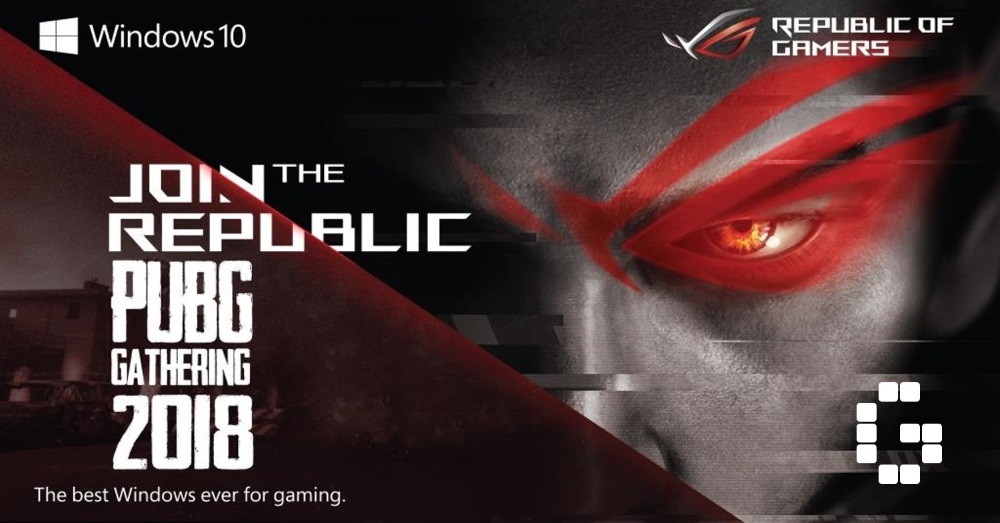 Windows 10
REPUBLIC OF
GAMERS
JOIN THE
REPUBLIC
PUBG
GATHERING
2018
The best Windows ever for gaming.
G